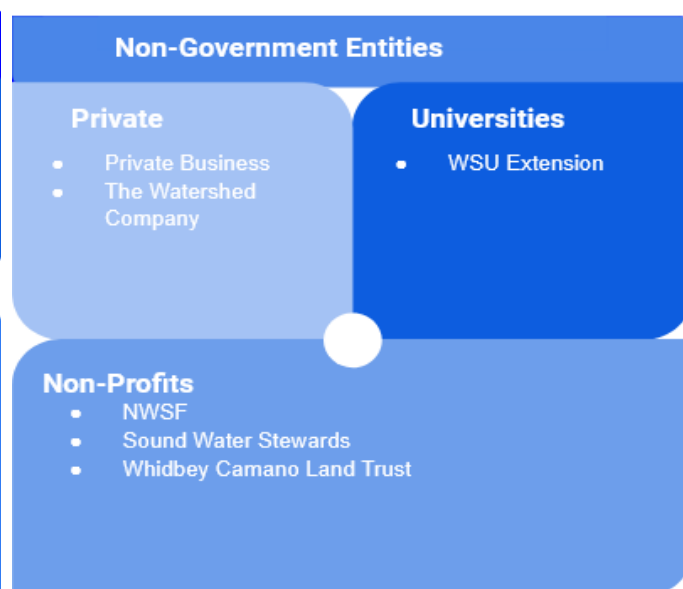 Non-Government Entities
Private
Private Business
The Watershed
Company
Universities
WSU Extension
Non-Profits
NWSF
Sound Water Stewards
Whidbey Camano Land Trust